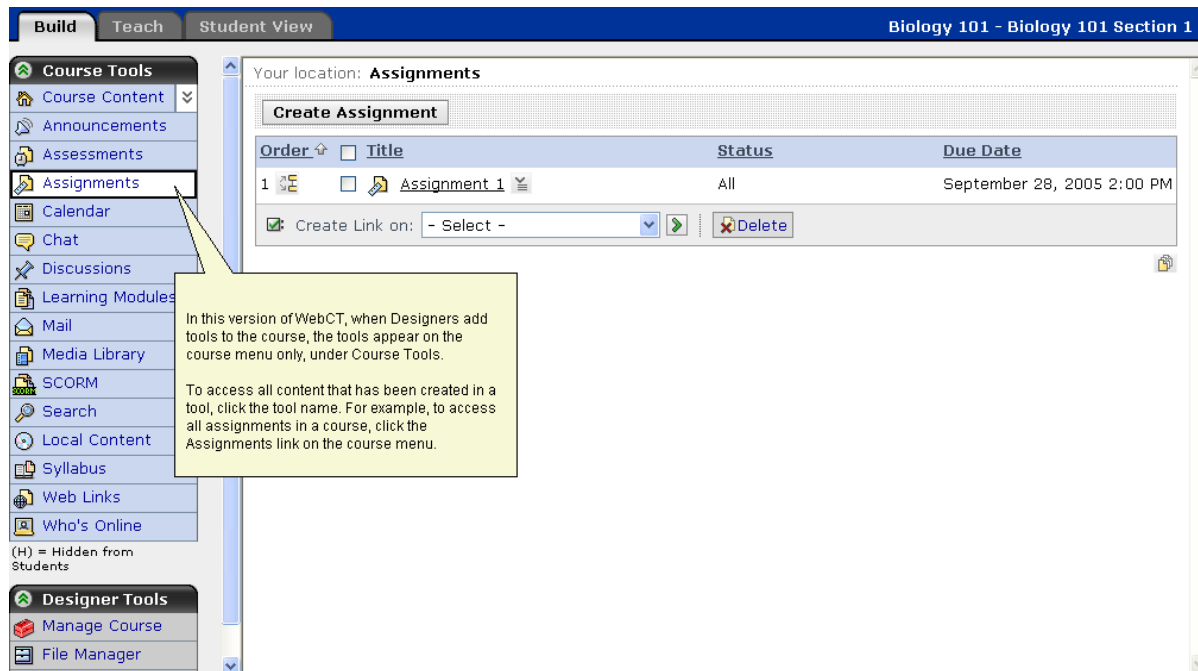 Build Teach Student View Biology 101 - Biology 101 Section 1
Course Tools
Course Content
Announcements
Assessments
Assignments
Calendar
Chat
Discussions
Learning Modules
Mail
Media Library
SCORM
Search
Local Content
Syllabus
Web Links
Who's Online
(H) = Hidden from
Students
Designer Tools
Manage Course
File Manager
Your location: Assignments
Create Assignment
Order Title Status Due Date
1 Assignment 1 All September 28, 2005 2:00 PM
Create Link on: - Select - Delete
In this version of WebCT, when Designers add
tools to the course, the tools appear on the
course menu only, under Course Tools.
To access all content that has been created in a
tool, click the tool name. For example, to access
all assignments in a course, click the
Assignments link on the course menu.